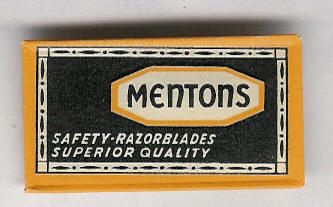 MENTONS
SAFETY-RAZORBLADES
SUPERIOR QUALITY